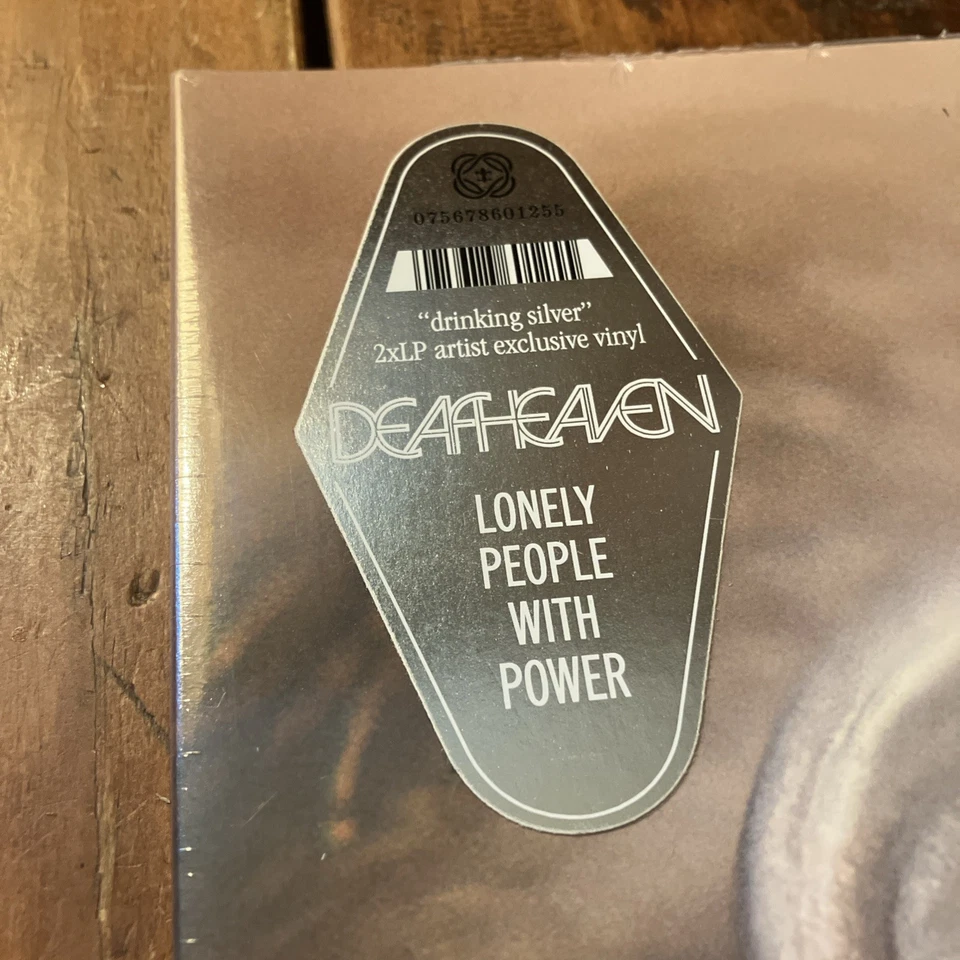 075678601255
“drinking silver”
2xLP artist exclusive vinyl
DEAFHEAVEN
LONELY
PEOPLE
WITH
POWER